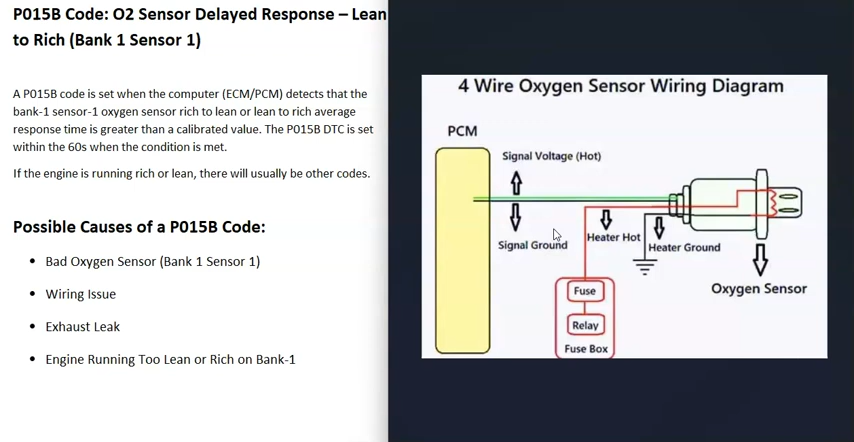 P015B Code: O2 Sensor Delayed Response – Lean
to Rich (Bank 1 Sensor 1)
A P015B code is set when the computer (ECM/PCM) detects that the
bank-1 sensor-1 oxygen sensor rich to lean or lean to rich average
response time is greater than a calibrated value. The P015B DTC is set
within the 60s when the condition is met.
If the engine is running rich or lean, there will usually be other codes.
Possible Causes of a P015B Code:
• Bad Oxygen Sensor (Bank 1 Sensor 1)
• Wiring Issue
• Exhaust Leak
• Engine Running Too Lean or Rich on Bank-1
4 Wire Oxygen Sensor Wiring Diagram
PCM
Signal Voltage (Hot)
Signal Ground
Heater Hot
Heater Ground
Oxygen Sensor
Fuse
Relay
Fuse Box